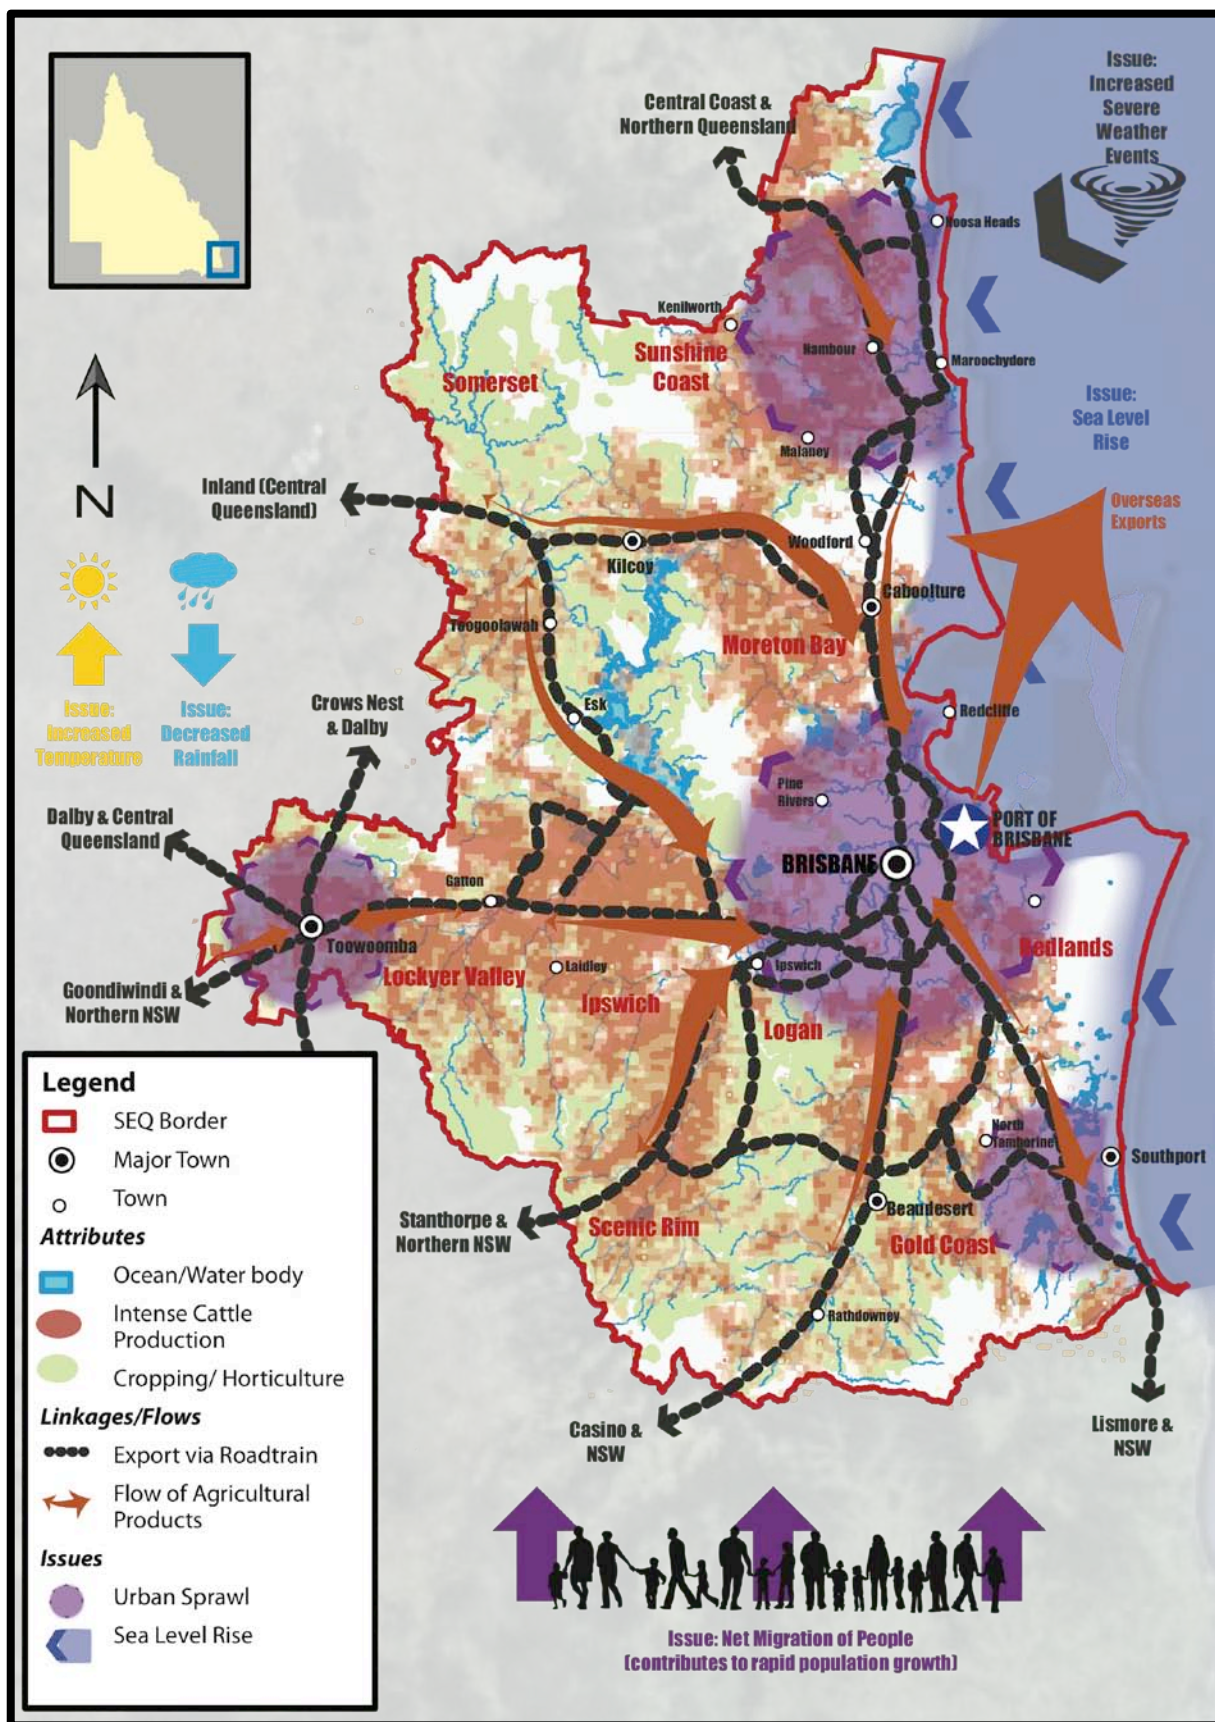 Issue:
Increased
Severe
Weather
Events
Central Coast &
Northern Queensland
Noosa Heads
Kenilworth
Sunshine
Coast
Nambour
Maroochydore
Somerset
Issue:
Sea Level
Rise
Malaney
N
Inland (Central
Queensland)
Overseas
Exports
Woodford
Kilcoy
Caboolture
Toogoolawah
Moreton Bay
Issue:
Increased
Temperature
Issue:
Decreased
Rainfall
Crows Nest
& Dalby
Esk
Redcliffe
Pine
Rivers
Dalby & Central
Queensland
PORT OF
BRISBANE
BRISBANE
Gatton
Toowoomba
Redlands
Lockyer Valley
Laidley
Ipswich
Ipswich
Goondiwindi &
Northern NSW
Logan
North
Tamborine
Southport
Stanthorpe &
Northern NSW
Scenic Rim
Beaudesert
Gold Coast
Rathdowney
Casino &
NSW
Lismore &
NSW
Legend
SEQ Border
Major Town
Town
Attributes
Ocean/Water body
Intense Cattle
Production
Cropping/ Horticulture
Linkages/Flows
Export via Roadtrain
Flow of Agricultural
Products
Issues
Urban Sprawl
Sea Level Rise
Issue: Net Migration of People
(contributes to rapid population growth)